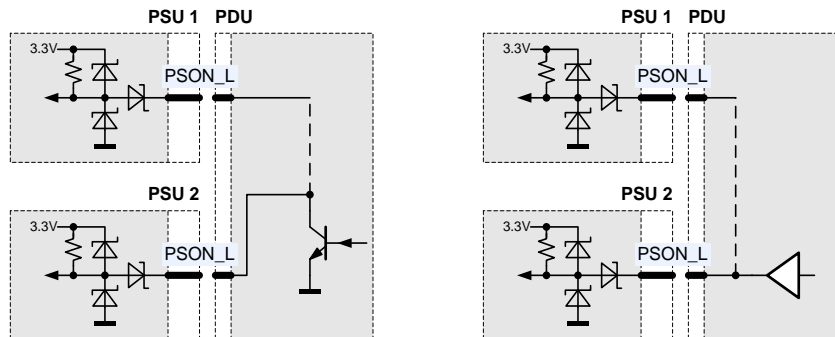 PSU 1 PDU
3.3V
PSON_L
PSU 2
3.3V
PSON_L
PSU 1 PDU
3.3V
PSON_L
PSU 2
3.3V
PSON_L